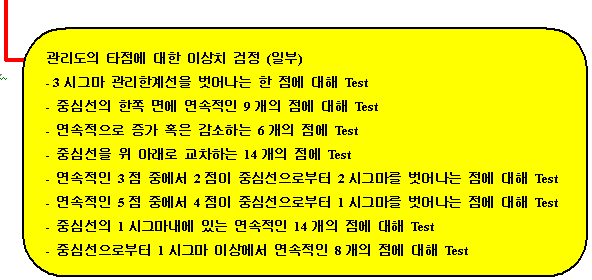 관리도의 타점에 대한 이상치 검정 (일부)
- 3 시그마 관리한계선을 벗어나는 한 점에 대해 Test
- 중심선의 한쪽 면에 연속적인 9 개의 점에 대해 Test
- 연속적으로 증가 혹은 감소하는 6 개의 점에 Test
- 중심선을 위 아래로 교차하는 14 개의 점에 Test
- 연속적인 3 점 중에서 2 점이 중심선으로부터 2 시그마를 벗어나는 점에 대해 Test
- 연속적인 5 점 중에서 4 점이 중심선으로부터 1 시그마를 벗어나는 점에 대해 Test
- 중심선의 1 시그마내에 있는 연속적인 14 개의 점에 대해 Test
- 중심선으로부터 1 시그마 이상에서 연속적인 8 개의 점에 대해 Test